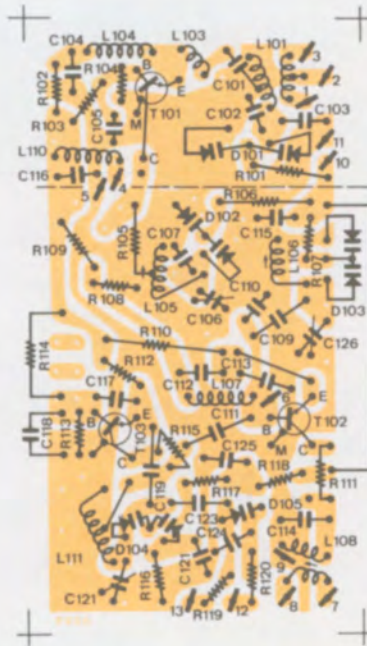 C104
L104
L103
L101
3
R102
R104
B
E
C101
2
T101
1
R103
C105
M
C102
C103
11
L110
C
D101
10
C116
R101
5
4
R106
D102
R109
R105
C107
C115
L106
R107
R108
L105
C110
C106
C109
D103
C126
R110
R114
R112
C113
C112
L107
C117
6
E
C118
R113
B
E
T103
R115
C111
B
T102
C
C125
M
C
C119
R118
R117
R111
D105
C123
C114
L111
D104
C124
L108
C121
R116
C121
R120
9
8
7
13
R119
12